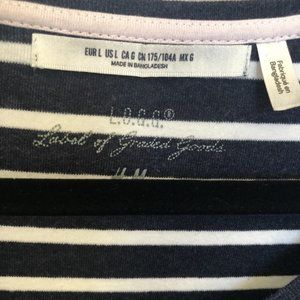 EUR L US L CA G CN 175/104A MX G
MADE IN BANGLADESH
Fabriqué en
Bangladesh
L.O.G.G.®
Label of Graded Goods
H&M